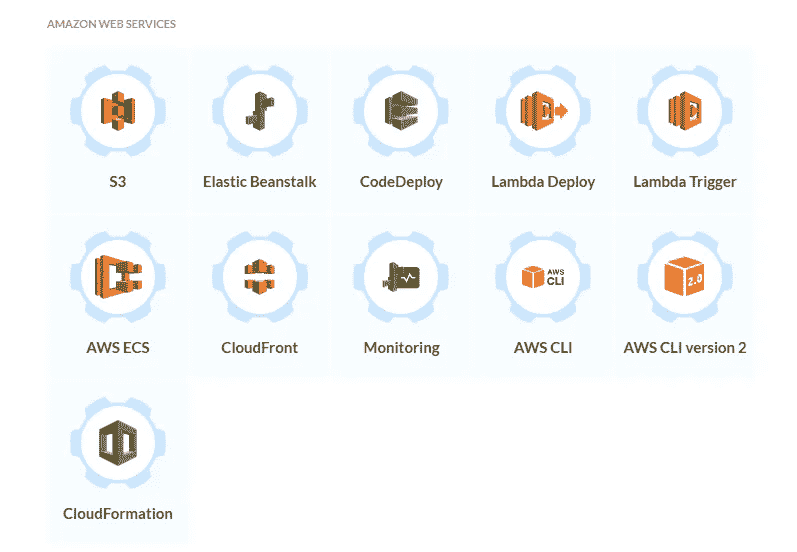 AMAZON WEB SERVICES
S3
Elastic Beanstalk
CodeDeploy
Lambda Deploy
Lambda Trigger
AWS
CLI
2.0
AWS ECS
CloudFront
Monitoring
AWS CLI
AWS CLI version 2
CloudFormation